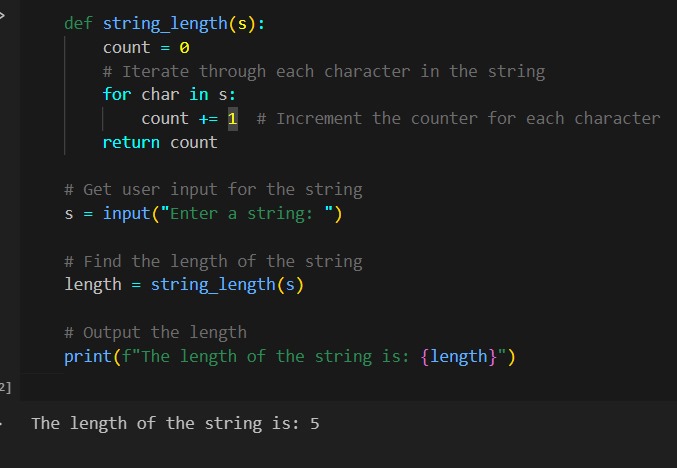 def string_length(s):
    count = 0
    # Iterate through each character in the string
    for char in s:
        count += 1  # Increment the counter for each character
    return count

# Get user input for the string
s = input("Enter a string: ")

# Find the length of the string
length = string_length(s)

# Output the length
print(f"The length of the string is: {length}")
2]
The length of the string is: 5